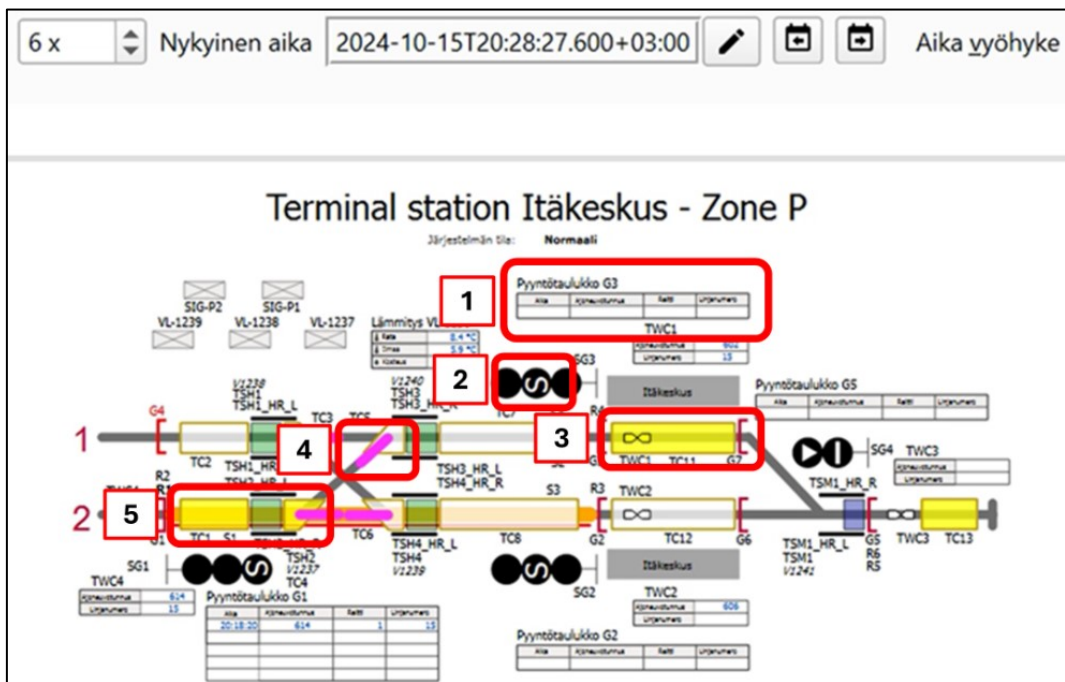 6 x Nykyinen aika 2024-10-15T20:28:27.600+03:00 Aika vyöhyke
Terminal station Itäkeskus - Zone P
Järjestelmän tila: Normaali
1
Pyyntötaulukko G3
Aika Ajoneuvotunnus Reitti Linjanumero
SIG-P2 SIG-P1
VL-1239 VL-1238 VL-1237
Lämmitys
Rata 8.4 °C
Ilmaa 5.9 °C
Kosteus
TWC1
602
Linjanumero 15
2
S
SG3
Itäkeskus
Pyyntötaulukko G5
Aika Ajoneuvotunnus Reitti Linjanumero
V1238
TSH1
TSH1_HR_L
V1240
TSH3
TSH3_HR_R
TC7
R4
G4
TC3
TC5
1
4
3
TWC1 TC11 G7
SG4
TWC3
Ajoneuvotunnus
Linjanumero
TC2
TSH3_HR_L
TSH4_HR_R
R2
S3
R3
TWC2
TSM1_HR_R
2
5
G1
TC1 S1
TSH2
V1237
TC4
TC6
TSH4_HR_L
TSH4
V1239
TC8
G2
TC12
G6
TSM1_HR_L
TSM1
V1241
G5
R6
R5
TWC3 TC13
SG1
S
S
SG2
Itäkeskus
TWC4
Ajoneuvotunnus 614
Linjanumero 15
Pyyntötaulukko G1
Aika Ajoneuvotunnus Reitti Linjanumero
20:18:20 614 1 15
TWC2
Ajoneuvotunnus 606
Linjanumero
Pyyntötaulukko G2
Aika Ajoneuvotunnus Reitti Linjanumero